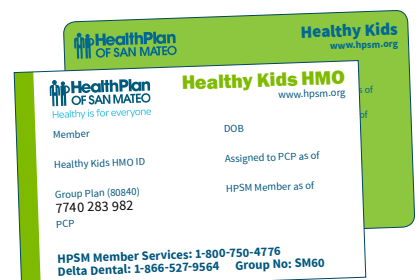 HealthPlan
OF SAN MATEO
Healthy Kids
www.hpsm.org
s of
of
HealthPlan
OF SAN MATEO
Healthy is for everyone
Healthy Kids HMO
www.hpsm.org
Member
DOB
Healthy Kids HMO ID
Assigned to PCP as of
Group Plan (80840)
7740 283 982
HPSM Member as of
PCP
HPSM Member Services: 1-800-750-4776
Delta Dental: 1-866-527-9564 Group No: SM60